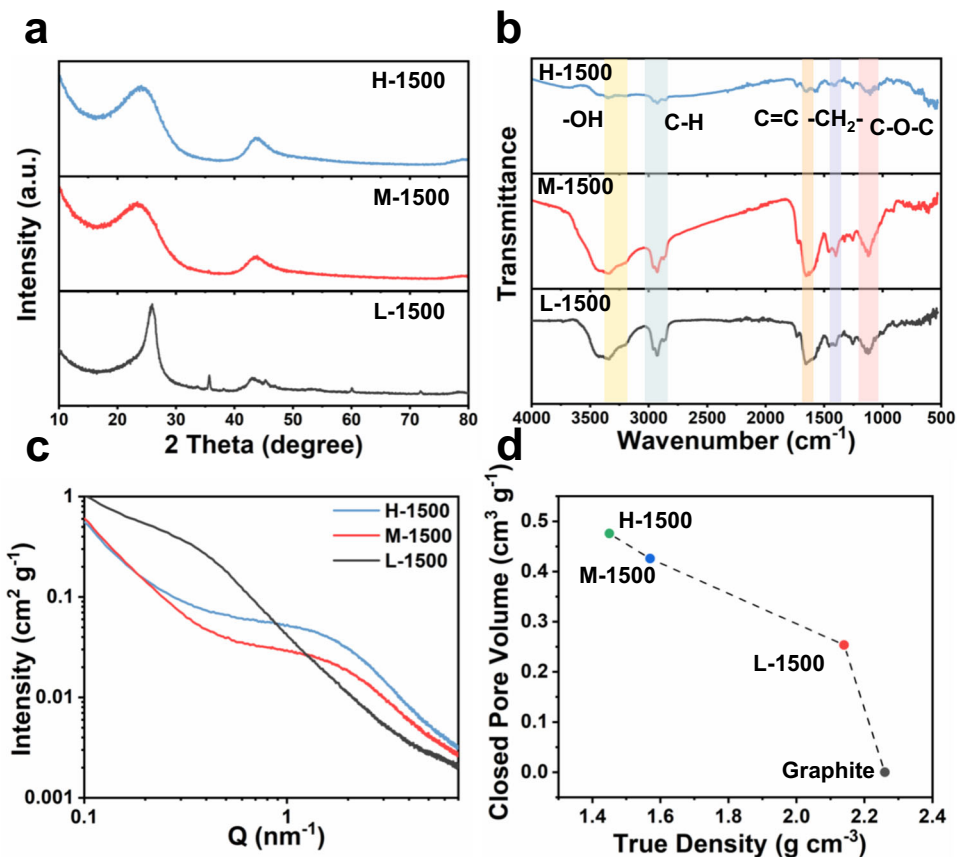 a
H-1500
M-1500
L-1500
Intensity (a.u.)
10 20 30 40 50 60 70 80
2 Theta (degree)
b
H-1500
-OH
C-H
C=C
-CH₂-
C-O-C
M-1500
L-1500
Transmittance
4000 3500 3000 2500 2000 1500 1000 500
Wavenumber (cm⁻¹)
c
1
0.1
0.01
0.001
Intensity (cm² g⁻¹)
H-1500
M-1500
L-1500
0.1 1
Q (nm⁻¹)
d
Closed Pore Volume (cm³ g⁻¹)
0.5
0.4
0.3
0.2
0.1
0.0
H-1500
M-1500
L-1500
Graphite
1.4 1.6 1.8 2.0 2.2 2.4
True Density (g cm⁻³)